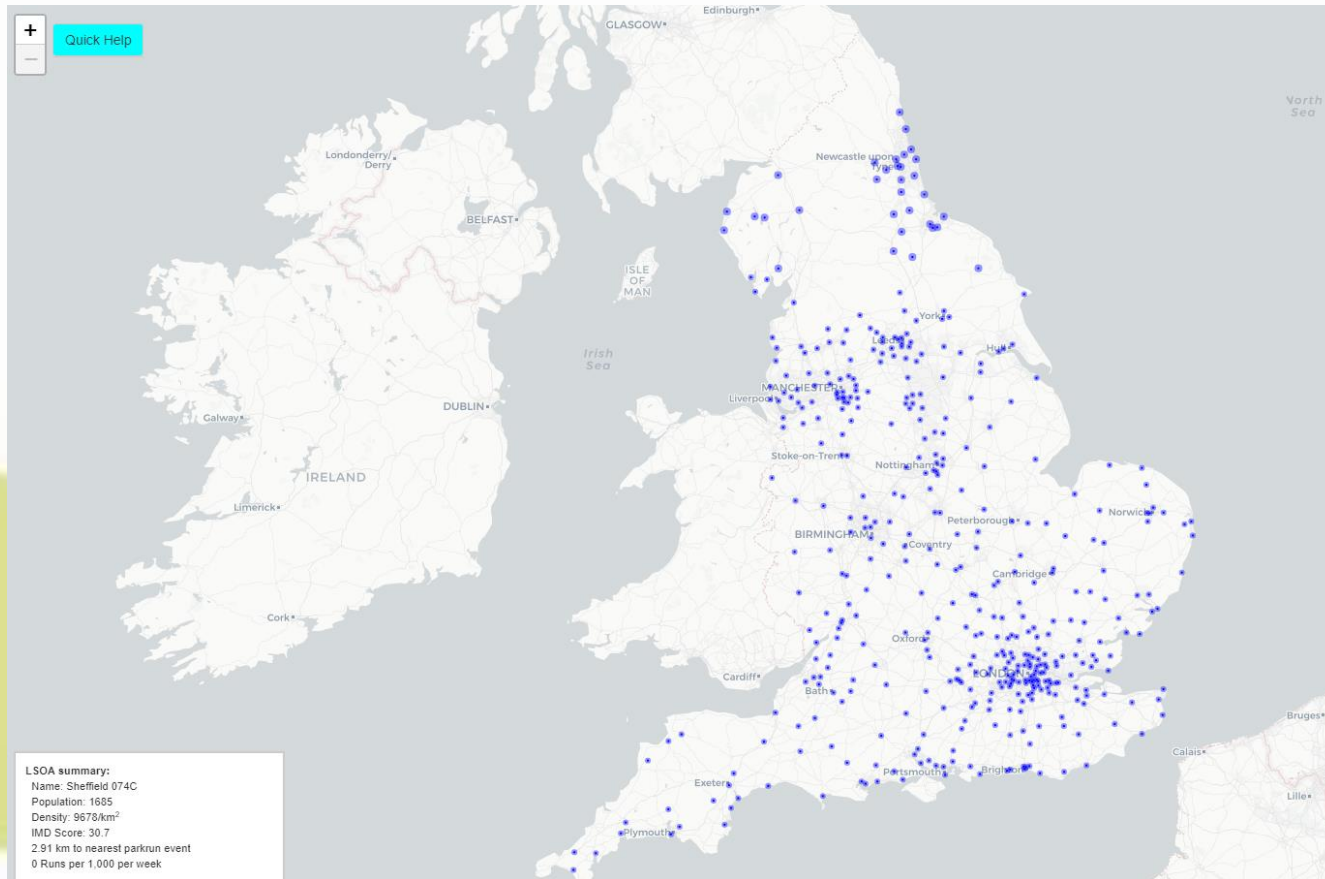 +
Quick Help
−
GLASGOW
Edinburgh
North
Sea
Londonderry/
Derry
Newcastle upon
Tyne
BELFAST
ISLE
OF
MAN
York
Irish
Sea
Leeds
Hull
MANCHESTER
Liverpool
DUBLIN
Galway
Stoke-on-Trent
Nottingham
IRELAND
Limerick
Norwich
Peterborough
BIRMINGHAM
Coventry
Cambridge
Cork
Oxford
Cardiff
LONDON
Bath
Bruges
Calais
Portsmouth
Brighton
Exeter
Lille
Plymouth
LSOA summary:
Name: Sheffield 074C
Population: 1685
Density: 9678/km²
IMD Score: 30.7
2.91 km to nearest parkrun event
0 Runs per 1,000 per week